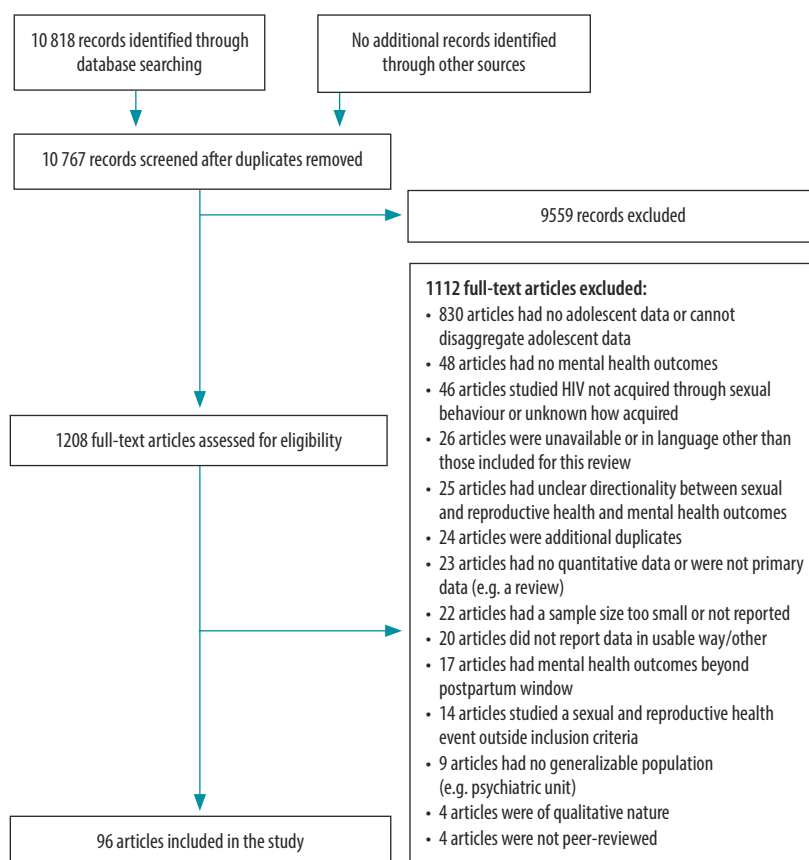 10 818 records identified through
database searching
No additional records identified
through other sources
10 767 records screened after duplicates removed
9559 records excluded
1112 full-text articles excluded:
• 830 articles had no adolescent data or cannot
disaggregate adolescent data
• 48 articles had no mental health outcomes
• 46 articles studied HIV not acquired through sexual
behaviour or unknown how acquired
• 26 articles were unavailable or in language other than
those included for this review
• 25 articles had unclear directionality between sexual
and reproductive health and mental health outcomes
• 24 articles were additional duplicates
• 23 articles had no quantitative data or were not primary
data (e.g. a review)
• 22 articles had a sample size too small or not reported
• 20 articles did not report data in usable way/other
• 17 articles had mental health outcomes beyond
postpartum window
• 14 articles studied a sexual and reproductive health
event outside inclusion criteria
• 9 articles had no generalizable population
(e.g. psychiatric unit)
• 4 articles were of qualitative nature
• 4 articles were not peer-reviewed
1208 full-text articles assessed for eligibility
96 articles included in the study